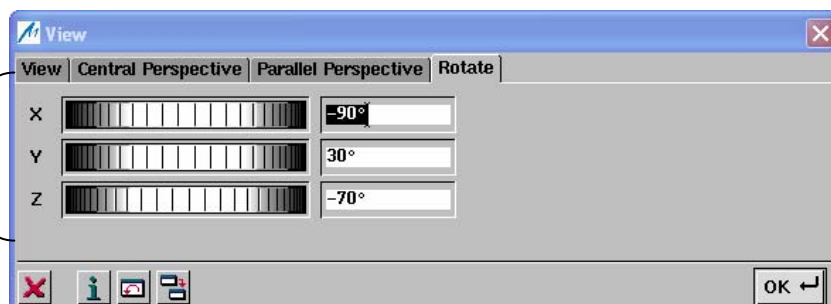 View
View Central Perspective Parallel Perspective Rotate
X -90°
Y 30°
Z -70°
i OK